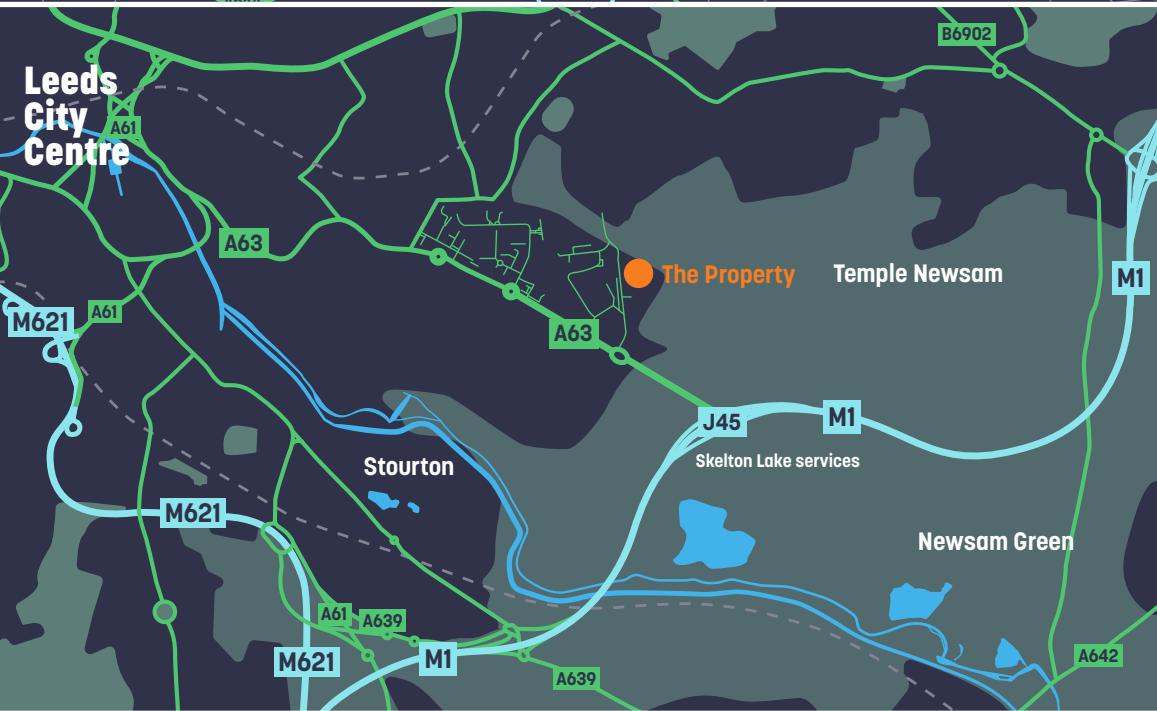 B6902
Leeds
City
Centre
A61
A63
The Property
Temple Newsam
M1
M621
A61
A63
J45
M1
Skelton Lake services
Stourton
M621
Newsam Green
A61
A639
M621
M1
A639
A642